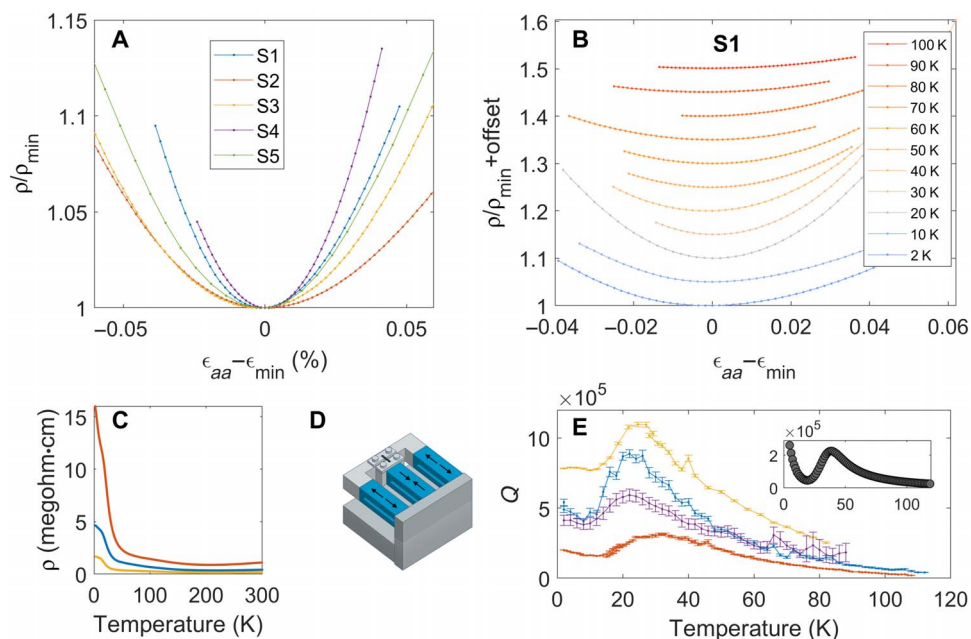 A
1.15
1.1
1.05
1
ρ/ρmin
S1
S2
S3
S4
S5
-0.05
0
0.05
ϵaa−ϵmin (%)
B
S1
1.6
1.5
1.4
1.3
1.2
1.1
1
ρ/ρmin+offset
100 K
90 K
80 K
70 K
60 K
50 K
40 K
30 K
20 K
10 K
2 K
−0.04
−0.02
0
0.02
0.04
0.06
ϵaa−ϵmin
C
15
10
5
0
ρ (megohm·cm)
0
100
200
300
Temperature (K)
D
E
×10⁵
10
5
0
Q
×10⁵
2
0
0
50
100
0
20
40
60
80
100
120
Temperature (K)